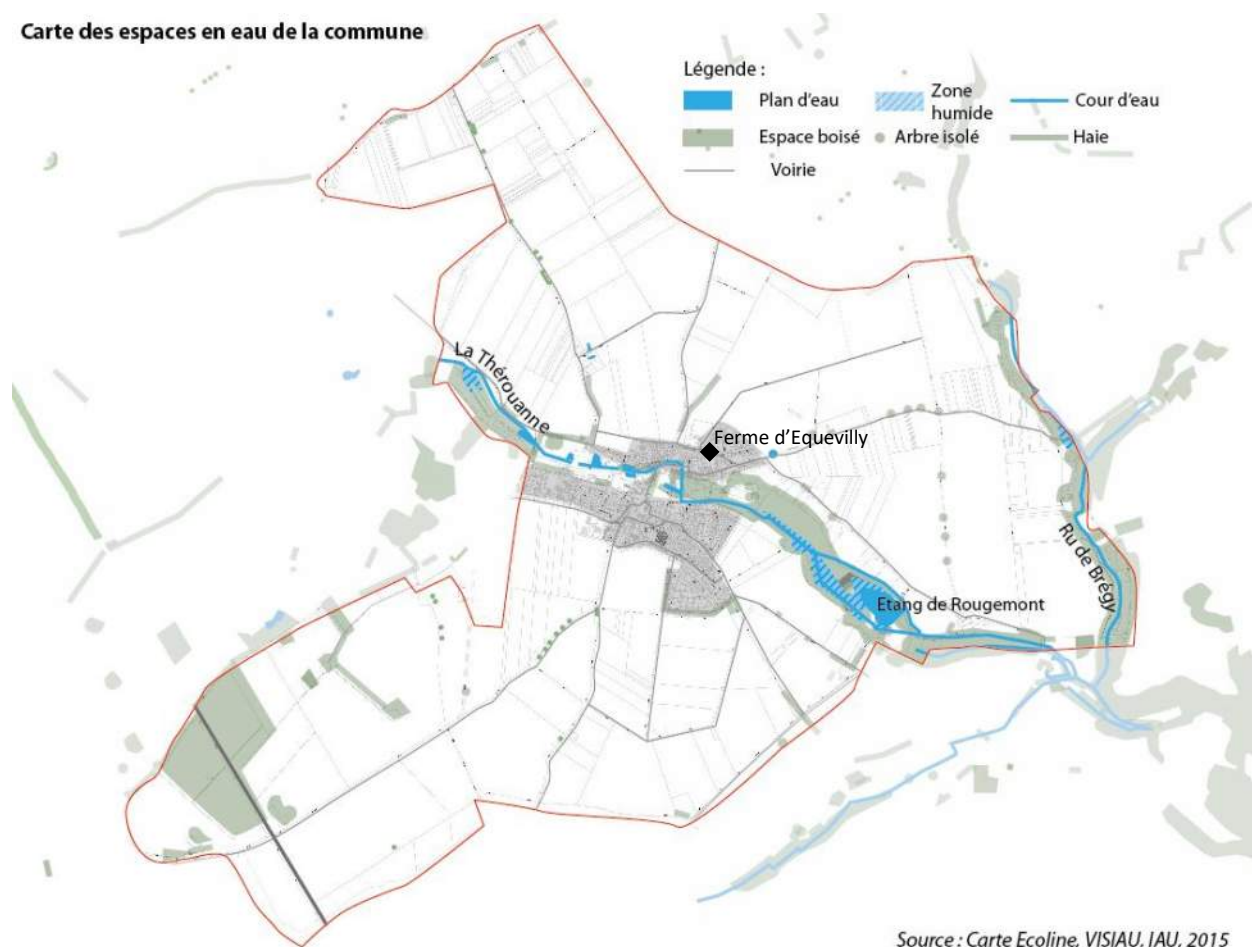 Carte des espaces en eau de la commune
Légende :
Plan d'eau
Zone
humide
Cour d'eau
Espace boisé
Arbre isolé
Haie
Voirie
La Thérouanne
Ferme d'Equevilly
Ru de Brégy
Etang de Rougemont
Source : Carte Ecoline, VISIAU, IAU, 2015